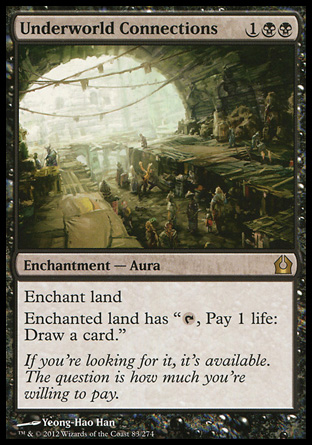 Underworld Connections 1
Enchantment — Aura
Enchant land
Enchanted land has “, Pay 1 life:
Draw a card.”
If you're looking for it, it's available.
The question is how much you're
willing to pay.
Yeong-Hao Han
™ & © 2012 Wizards of the Coast 83/274